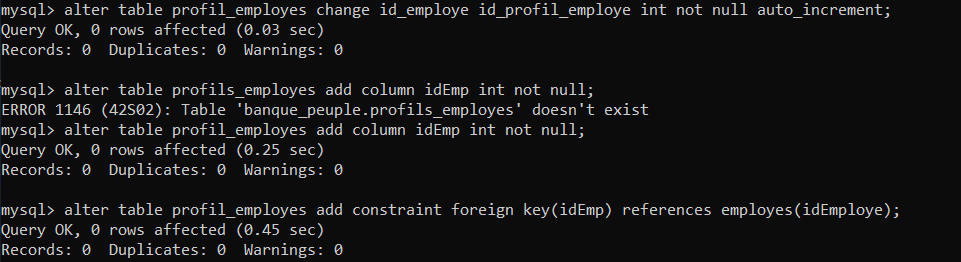 mysql> alter table profil_employes change id_employe id_profil_employe int not null auto_increment;
Query OK, 0 rows affected (0.03 sec)
Records: 0  Duplicates: 0  Warnings: 0

mysql> alter table profils_employes add column idEmp int not null;
ERROR 1146 (42S02): Table 'banque_peuple.profils_employes' doesn't exist
mysql> alter table profil_employes add column idEmp int not null;
Query OK, 0 rows affected (0.25 sec)
Records: 0  Duplicates: 0  Warnings: 0

mysql> alter table profil_employes add constraint foreign key(idEmp) references employes(idEmploye);
Query OK, 0 rows affected (0.45 sec)
Records: 0  Duplicates: 0  Warnings: 0